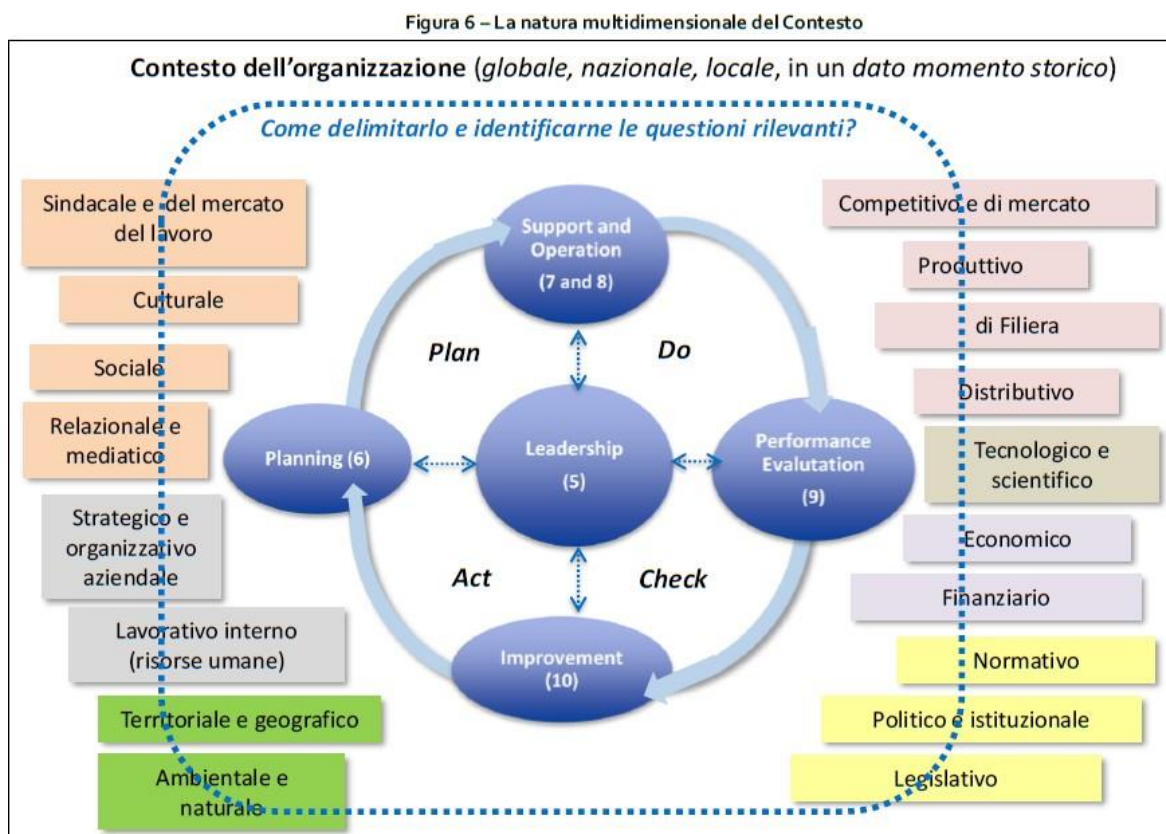 Figura 6 – La natura multidimensionale del Contesto
Contesto dell'organizzazione (globale, nazionale, locale, in un dato momento storico)
Come delimitarlo e identificarne le questioni rilevanti?
Sindacale e del mercato
del lavoro
Culturale
Sociale
Relazionale e
mediatico
Strategico e
organizzativo
aziendale
Lavorativo interno
(risorse umane)
Territoriale e geografico
Ambientale e
naturale
Support and
Operation
(7 and 8)
Plan
Do
Planning (6)
Leadership
(5)
Performance
Evalutation
(9)
Act
Check
Improvement
(10)
Competitivo e di mercato
Produttivo
di Filiera
Distributivo
Tecnologico e
scientifico
Economico
Finanziario
Normativo
Politico e istituzionale
Legislativo